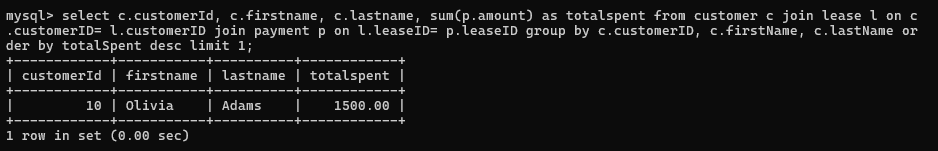 mysql> select c.customerId, c.firstname, c.lastname, sum(p.amount) as totalspent from customer c join lease l on c
.customerID= l.customerID join payment p on l.leaseID= p.leaseID group by c.customerID, c.firstName, c.lastName or
der by totalSpent desc limit 1;
+------------+-----------+----------+------------+
| customerId | firstname | lastname | totalspent |
+------------+-----------+----------+------------+
|         10 | Olivia    | Adams    |    1500.00 |
+------------+-----------+----------+------------+
1 row in set (0.00 sec)